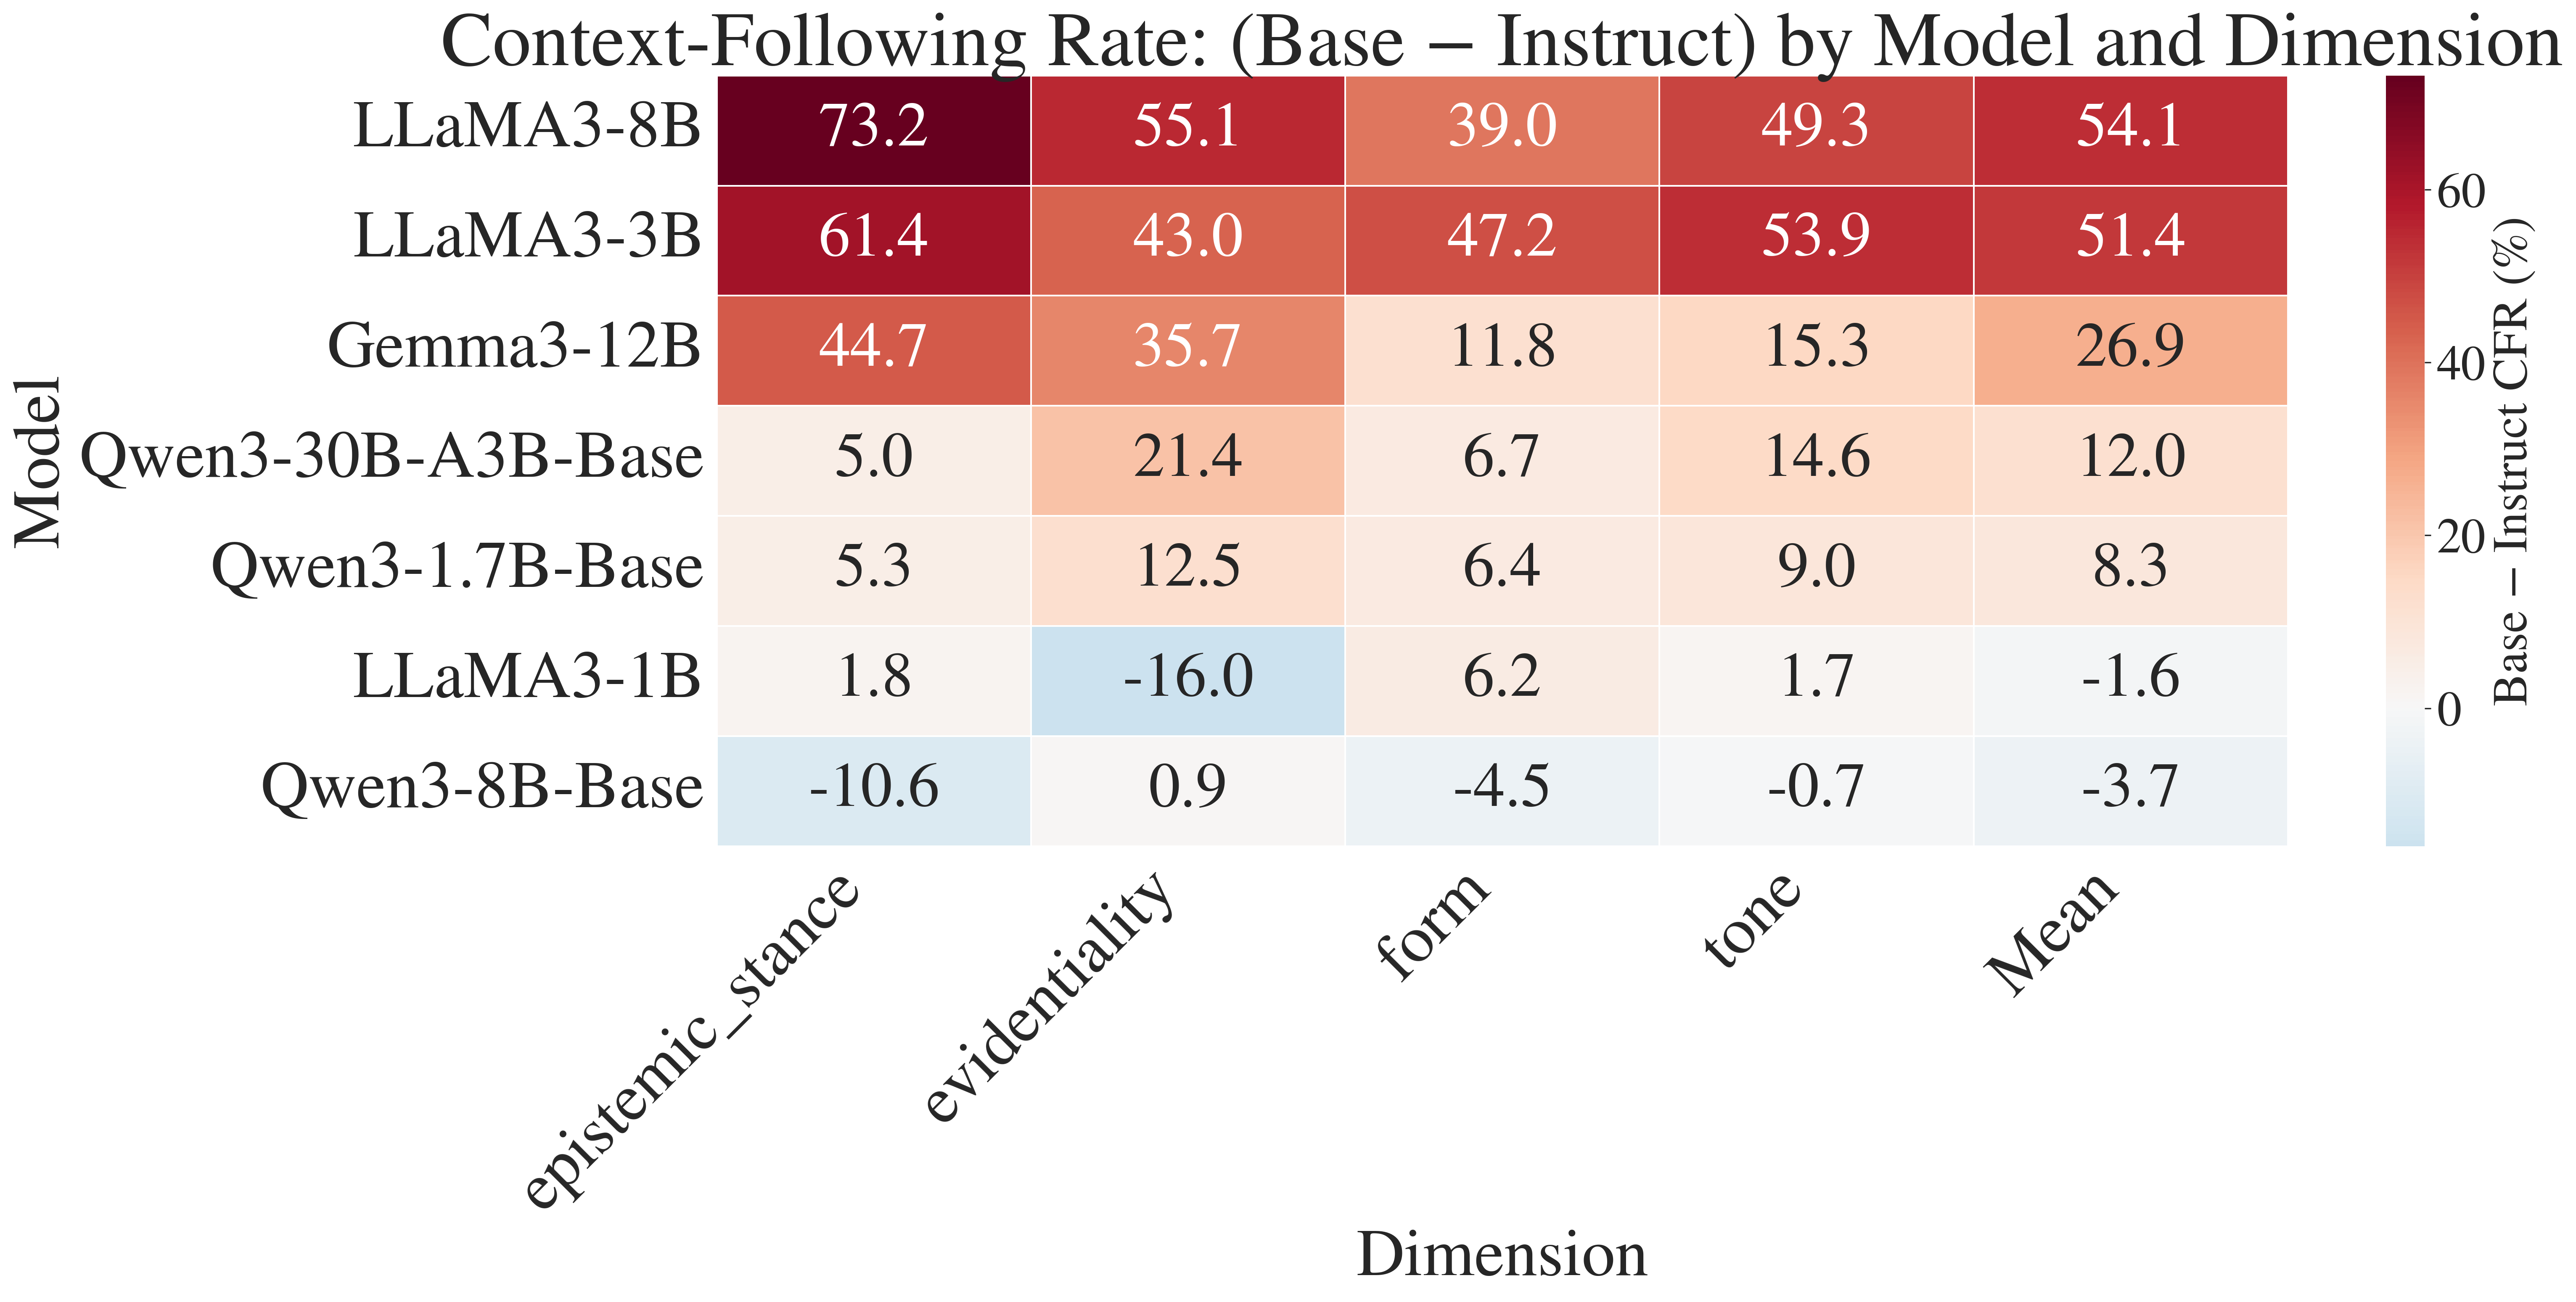 Context-Following Rate: (Base − Instruct) by Model and Dimension
Model
LLaMA3-8B 73.2 55.1 39.0 49.3 54.1
LLaMA3-3B 61.4 43.0 47.2 53.9 51.4
Gemma3-12B 44.7 35.7 11.8 15.3 26.9
Qwen3-30B-A3B-Base 5.0 21.4 6.7 14.6 12.0
Qwen3-1.7B-Base 5.3 12.5 6.4 9.0 8.3
LLaMA3-1B 1.8 -16.0 6.2 1.7 -1.6
Qwen3-8B-Base -10.6 0.9 -4.5 -0.7 -3.7
epistemic_stance evidentiality form tone Mean
Dimension
60
40
20
0
Base − Instruct CFR (%)